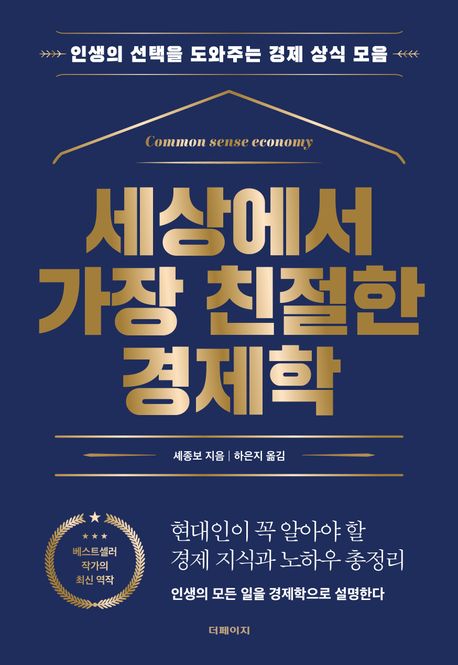 인생의 선택을 도와주는 경제 상식 모음
Common sense economy
세상에서
가장 친절한
경제학
셰종보 지음 | 하은지 옮김
베스트셀러
작가의
최신 역작
현대인이 꼭 알아야 할
경제 지식과 노하우 총정리
인생의 모든 일을 경제학으로 설명한다
더페이지